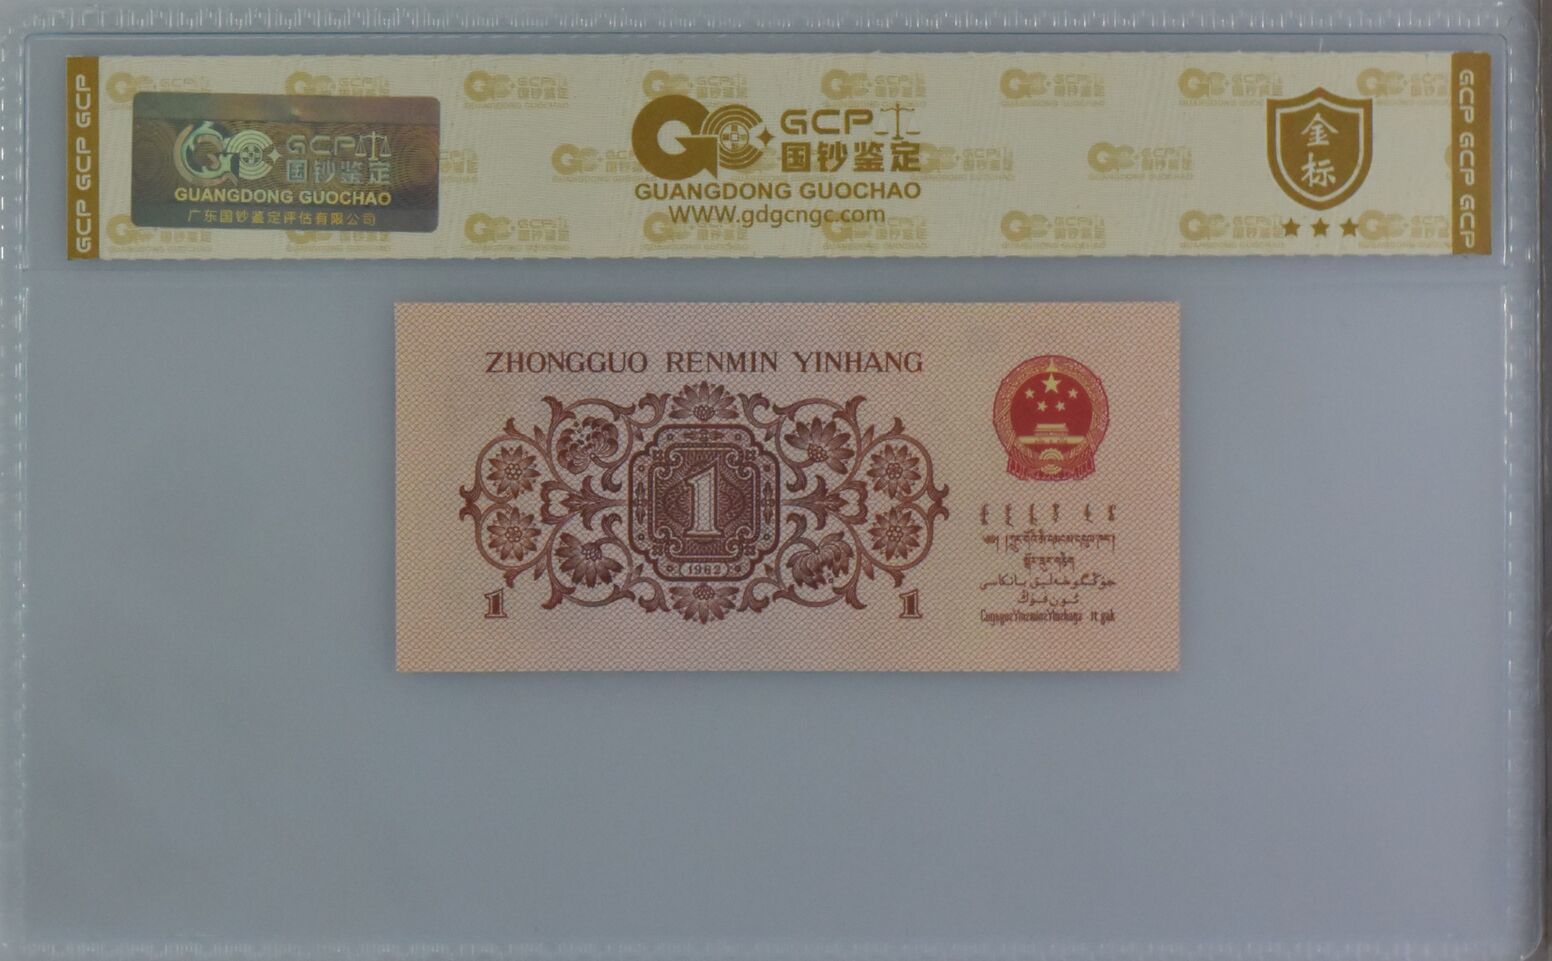 GCP GCP GCP
GCP
国钞鉴定
GUANGDONG GUOCHAO
广东国钞鉴定评估有限公司
GCP
国钞鉴定
GUANGDONG GUOCHAO
WWW.gdgcngc.com
金标
GCP GCP GCP
ZHONGGUO RENMIN YINHANG
1
(1962)
1
1
جۇڭگوخەلىق بانكاسى